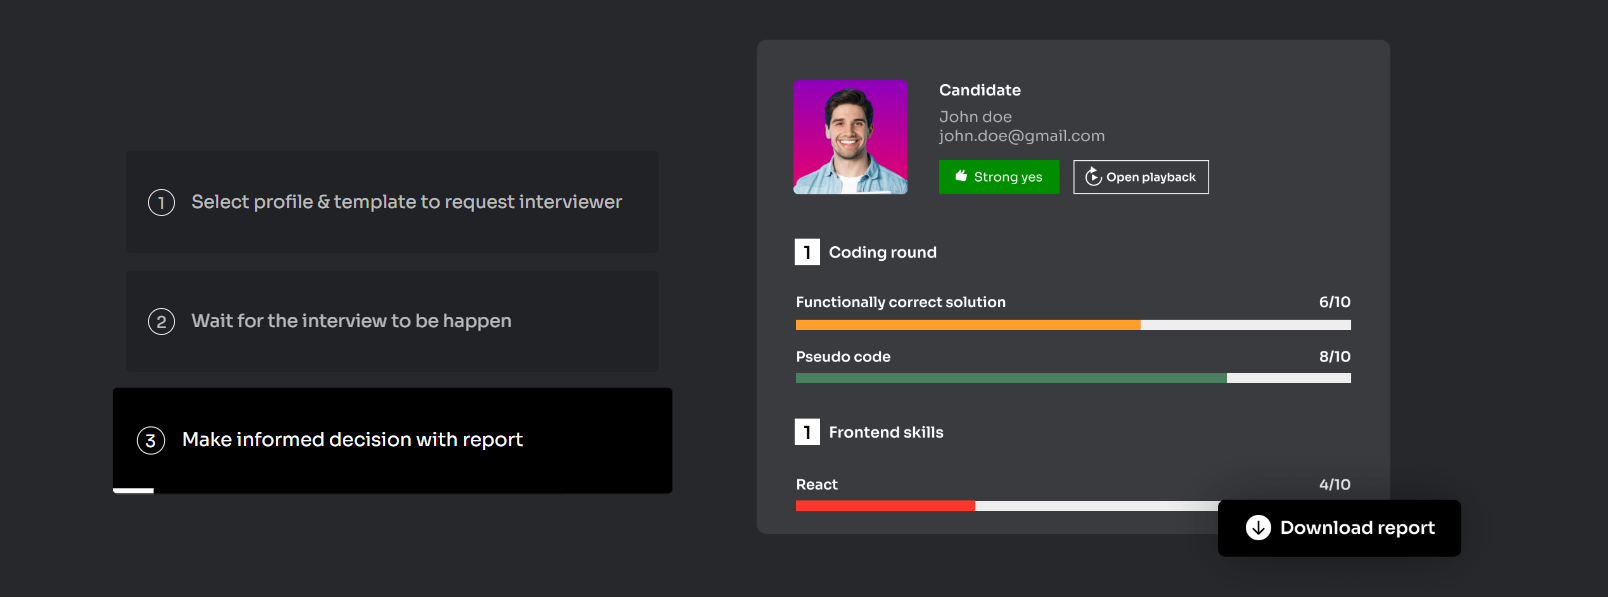 1 Select profile & template to request interviewer
2 Wait for the interview to be happen
3 Make informed decision with report
Candidate
John doe
john.doe@gmail.com
Strong yes
Open playback
1 Coding round
Functionally correct solution 6/10
Pseudo code 8/10
1 Frontend skills
React 4/10
Download report